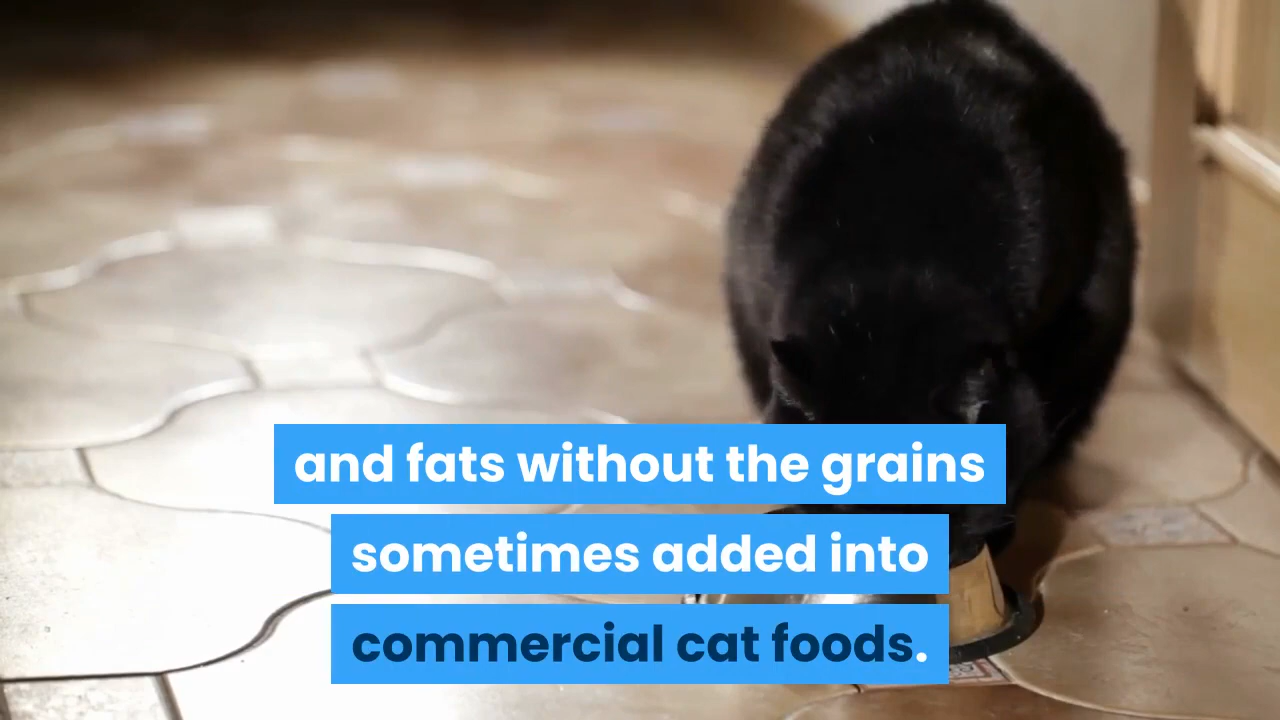 and fats without the grains
sometimes added into
commercial cat foods.